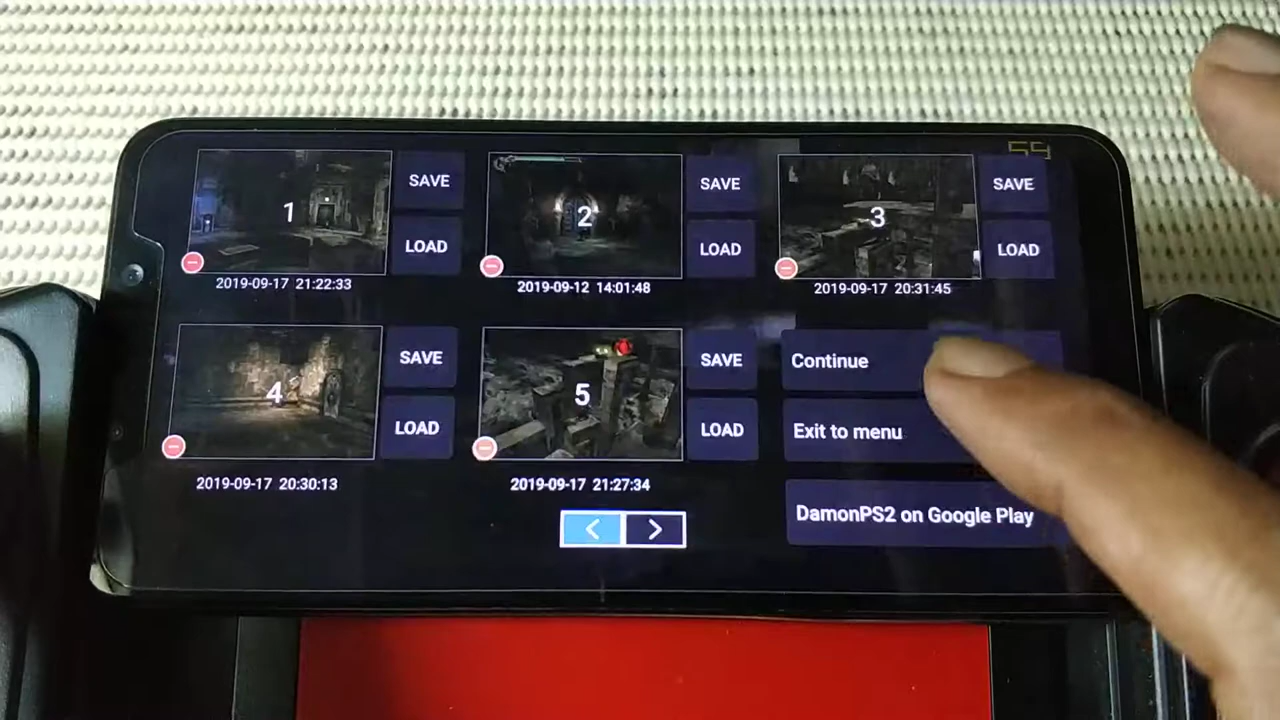 59
1
SAVE
LOAD
2019-09-17 21:22:33
2
SAVE
LOAD
2019-09-12 14:01:48
3
SAVE
LOAD
2019-09-17 20:31:45
4
SAVE
LOAD
2019-09-17 20:30:13
5
SAVE
LOAD
2019-09-17 21:27:34
Continue
Exit to menu
DamonPS2 on Google Play
< >